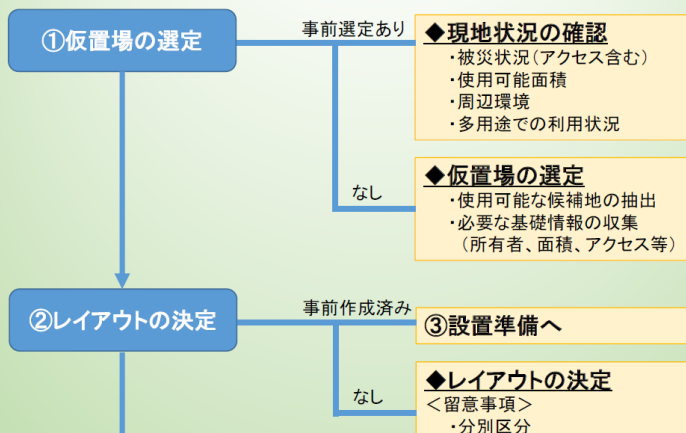 ①仮置場の選定
事前選定あり
◆現地状況の確認
・被災状況（アクセス含む）
・使用可能面積
・周辺環境
・多用途での利用状況
なし
◆仮置場の選定
・使用可能な候補地の抽出
・必要な基礎情報の収集
（所有者、面積、アクセス等）
②レイアウトの決定
事前作成済み
③設置準備へ
なし
◆レイアウトの決定
＜留意事項＞
・分別区分